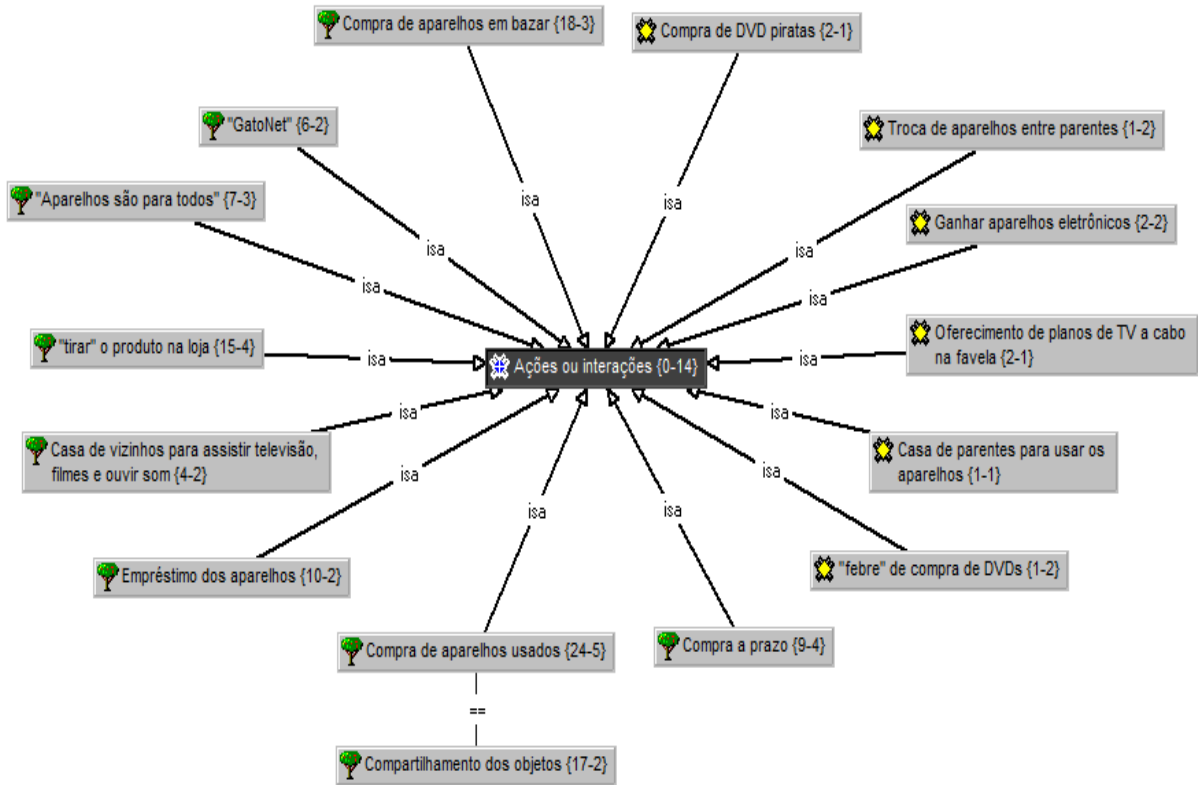 Compra de aparelhos em bazar {18-3}
Compra de DVD piratas {2-1}
"GatoNet" {6-2}
Troca de aparelhos entre parentes {1-2}
"Aparelhos são para todos" {7-3}
Ganhar aparelhos eletrônicos {2-2}
isa
isa
isa
isa
isa
isa
"tirar" o produto na loja {15-4}
isa
Ações ou interações {0-14}
isa
Oferecimento de planos de TV a cabo
na favela {2-1}
Casa de vizinhos para assistir televisão,
filmes e ouvir som {4-2}
isa
isa
Casa de parentes para usar os
aparelhos {1-1}
isa
isa
isa
isa
Empréstimo dos aparelhos {10-2}
"febre" de compra de DVDs {1-2}
Compra de aparelhos usados {24-5}
Compra a prazo {9-4}
==
Compartilhamento dos objetos {17-2}